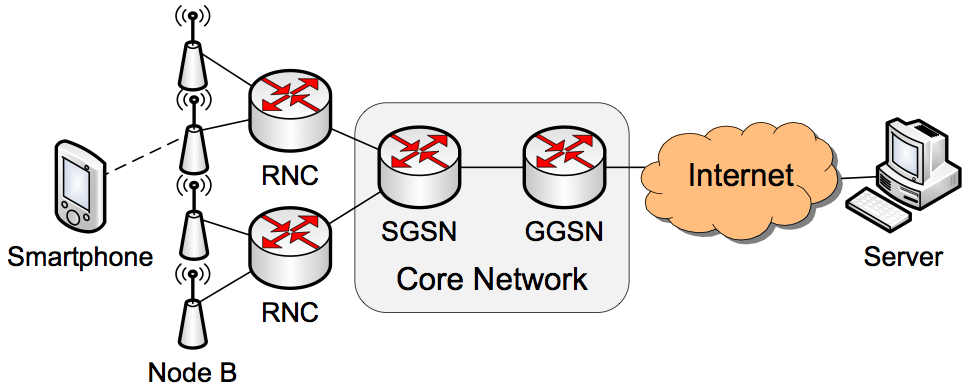 RNC
Smartphone
RNC
Node B
SGSN
GGSN
Core Network
Internet
Server